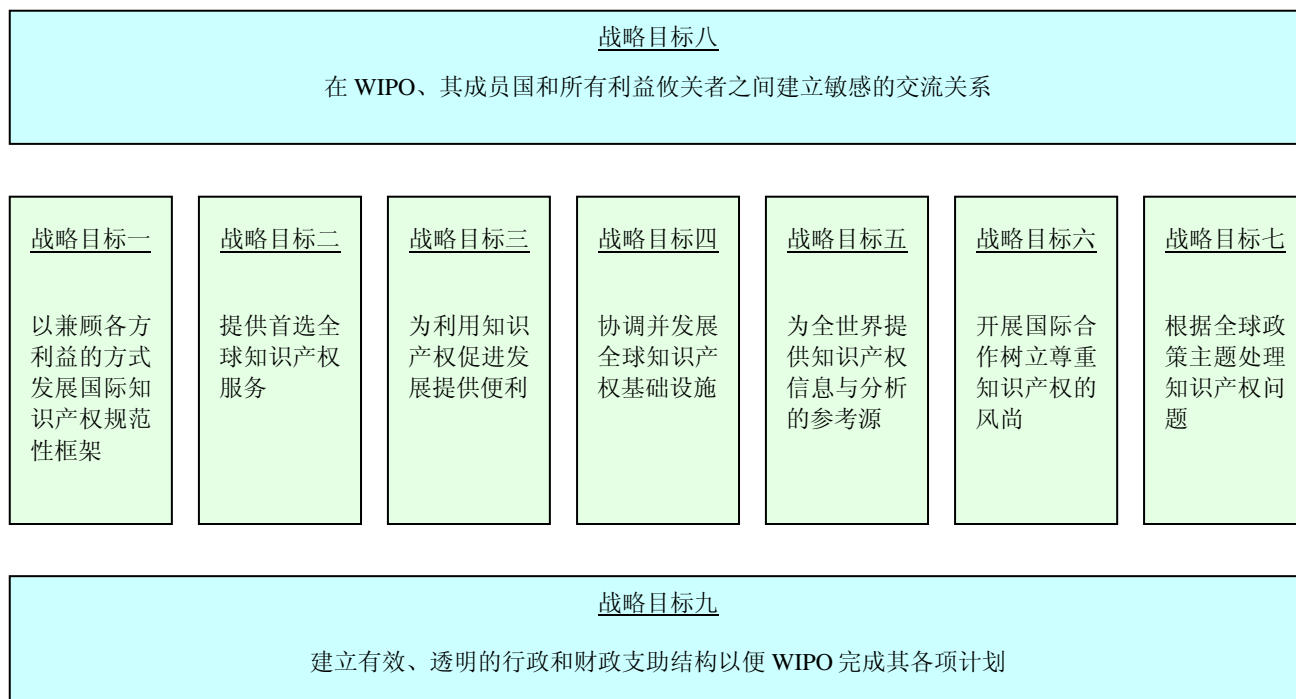 战略目标八
在 WIPO、其成员国和所有利益攸关者之间建立敏感的交流关系
战略目标一
以兼顾各方
利益的方式
发展国际知
识产权规范
性框架
战略目标二
提供首选全
球知识产权
服务
战略目标三
为利用知识
产权促进发
展提供便利
战略目标四
协调并发展
全球知识产
权基础设施
战略目标五
为全世界提
供知识产权
信息与分析
的参考源
战略目标六
开展国际合
作树立尊重
知识产权的
风尚
战略目标七
根据全球政
策主题处理
知识产权问
题
战略目标九
建立有效、透明的行政和财政支助结构以便 WIPO 完成其各项计划